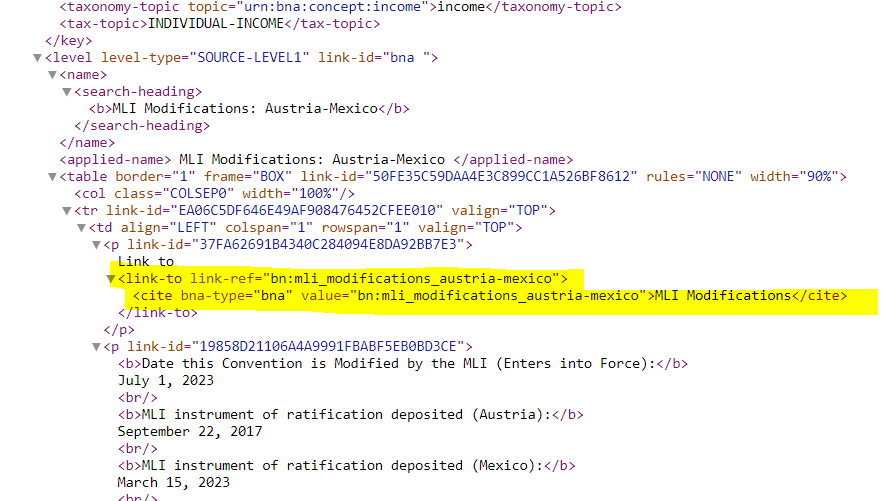 <taxonomy-topic topic="urn:bna:concept:income">income</taxonomy-topic>
<tax-topic>INDIVIDUAL-INCOME</tax-topic>
</key>
▼<level level-type="SOURCE-LEVEL1" link-id="bna ">
▼<name>
▼<search-heading>
<b>MLI Modifications: Austria-Mexico</b>
</search-heading>
</name>
<applied-name> MLI Modifications: Austria-Mexico </applied-name>
▼<table border="1" frame="BOX" link-id="50FE35C59DAA4E3C899CC1A526BF8612" rules="NONE" width="90%">
<col class="COLSEP0" width="100%"/>
▼<tr link-id="EA06C5DF646E49AF908476452CFEE010" valign="TOP">
▼<td align="LEFT" colspan="1" rowspan="1" valign="TOP">
▼<p link-id="37FA62691B4340C284094E8DA92BB7E3">
Link to
▼<link-to link-ref="bn:mli_modifications_austria-mexico">
<cite bna-type="bna" value="bn:mli_modifications_austria-mexico">MLI Modifications</cite>
</link-to>
</p>
▼<p link-id="19858D21106A4A9991FBABF5EB0BD3CE">
<b>Date this Convention is Modified by the MLI (Enters into Force):</b>
July 1, 2023
<br/>
<b>MLI instrument of ratification deposited (Austria):</b>
September 22, 2017
<br/>
<b>MLI instrument of ratification deposited (Mexico):</b>
March 15, 2023
<br/>